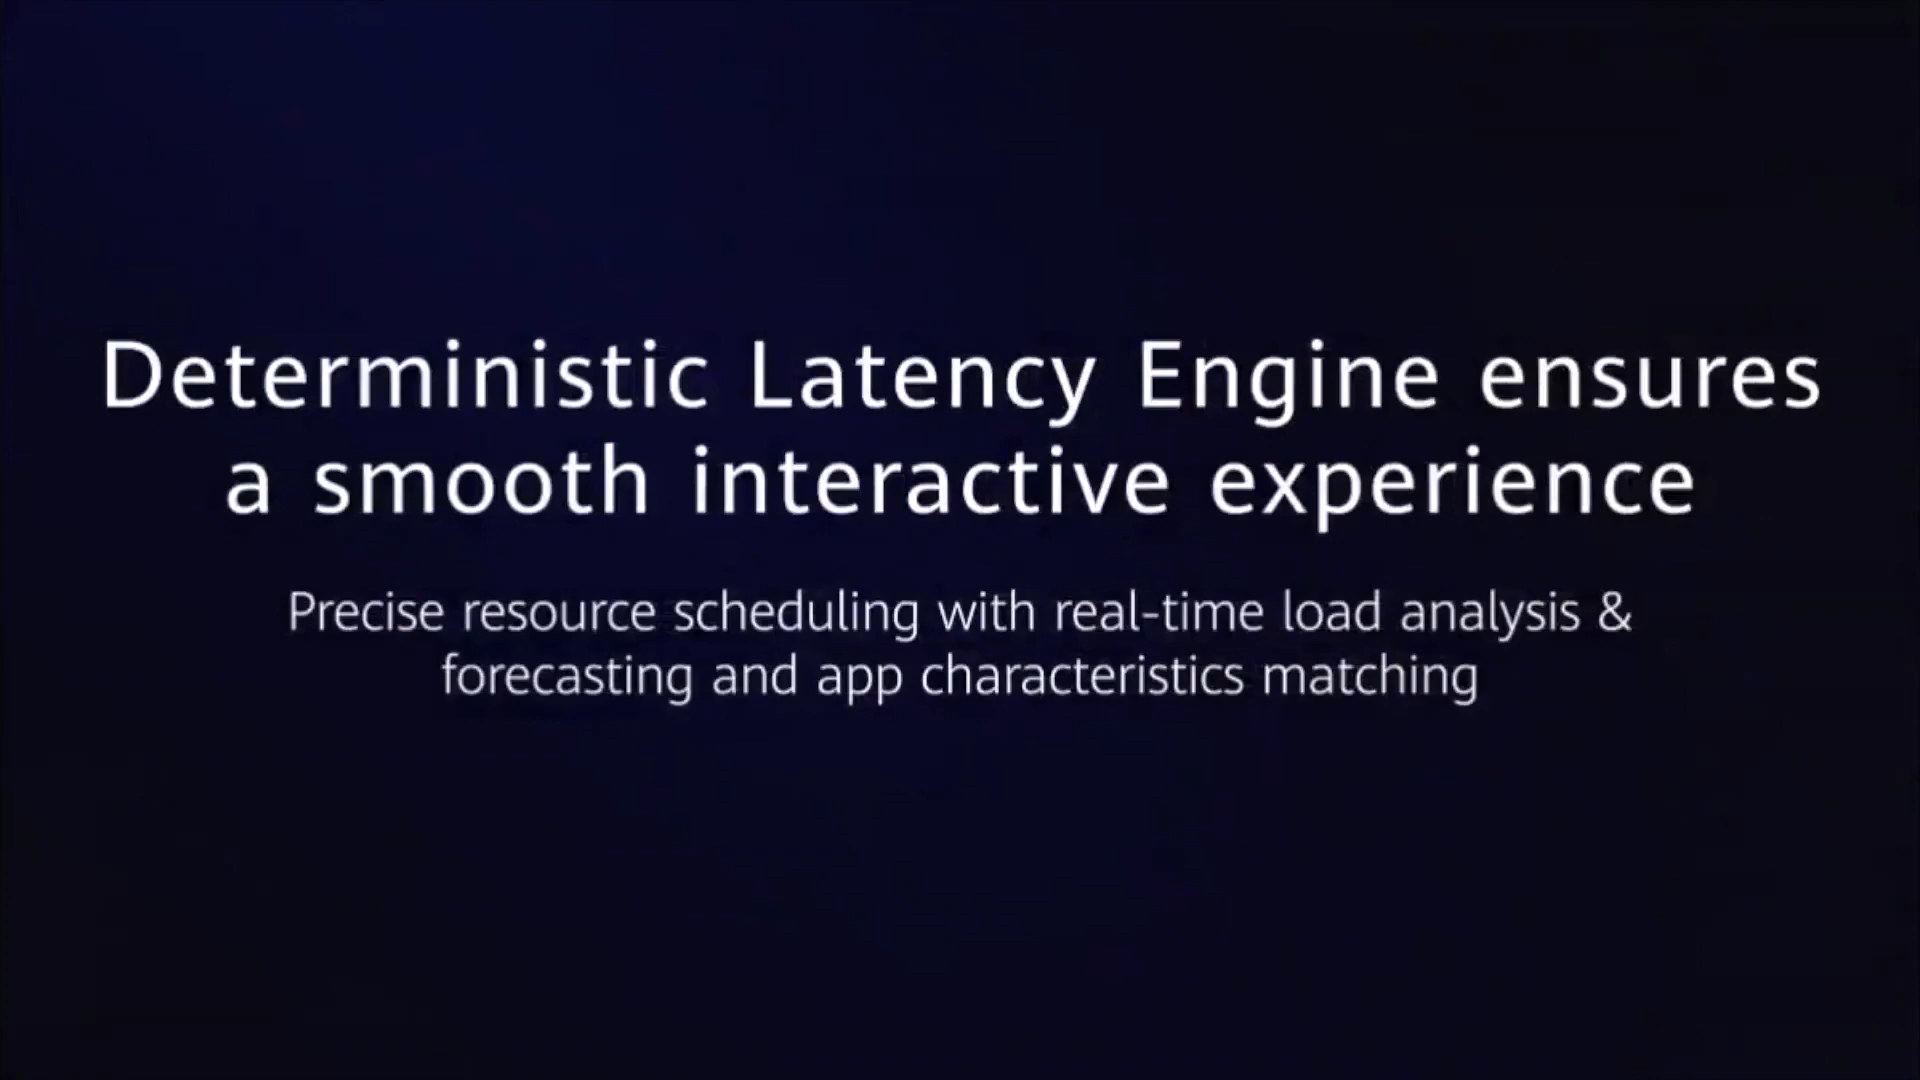 Deterministic Latency Engine ensures
a smooth interactive experience
Precise resource scheduling with real-time load analysis &
forecasting and app characteristics matching